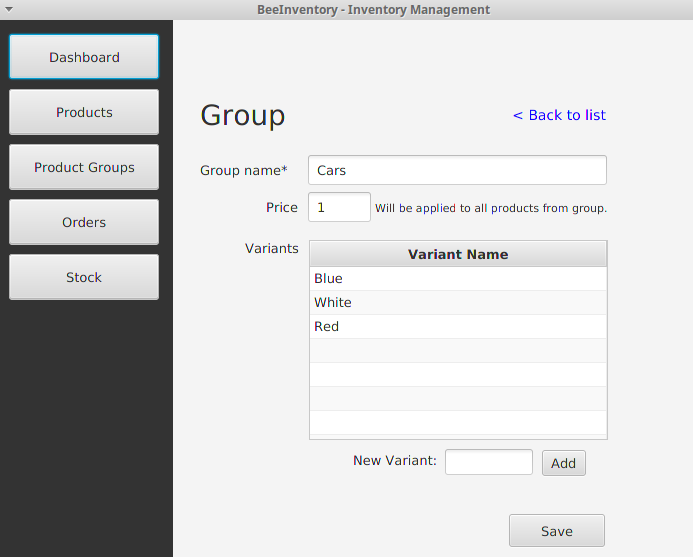 BeeInventory - Inventory Management
Dashboard
Products
Product Groups
Orders
Stock
Group
< Back to list
Group name* Cars
Price 1 Will be applied to all products from group.
Variants
Variant Name
Blue
White
Red
New Variant: Add
Save